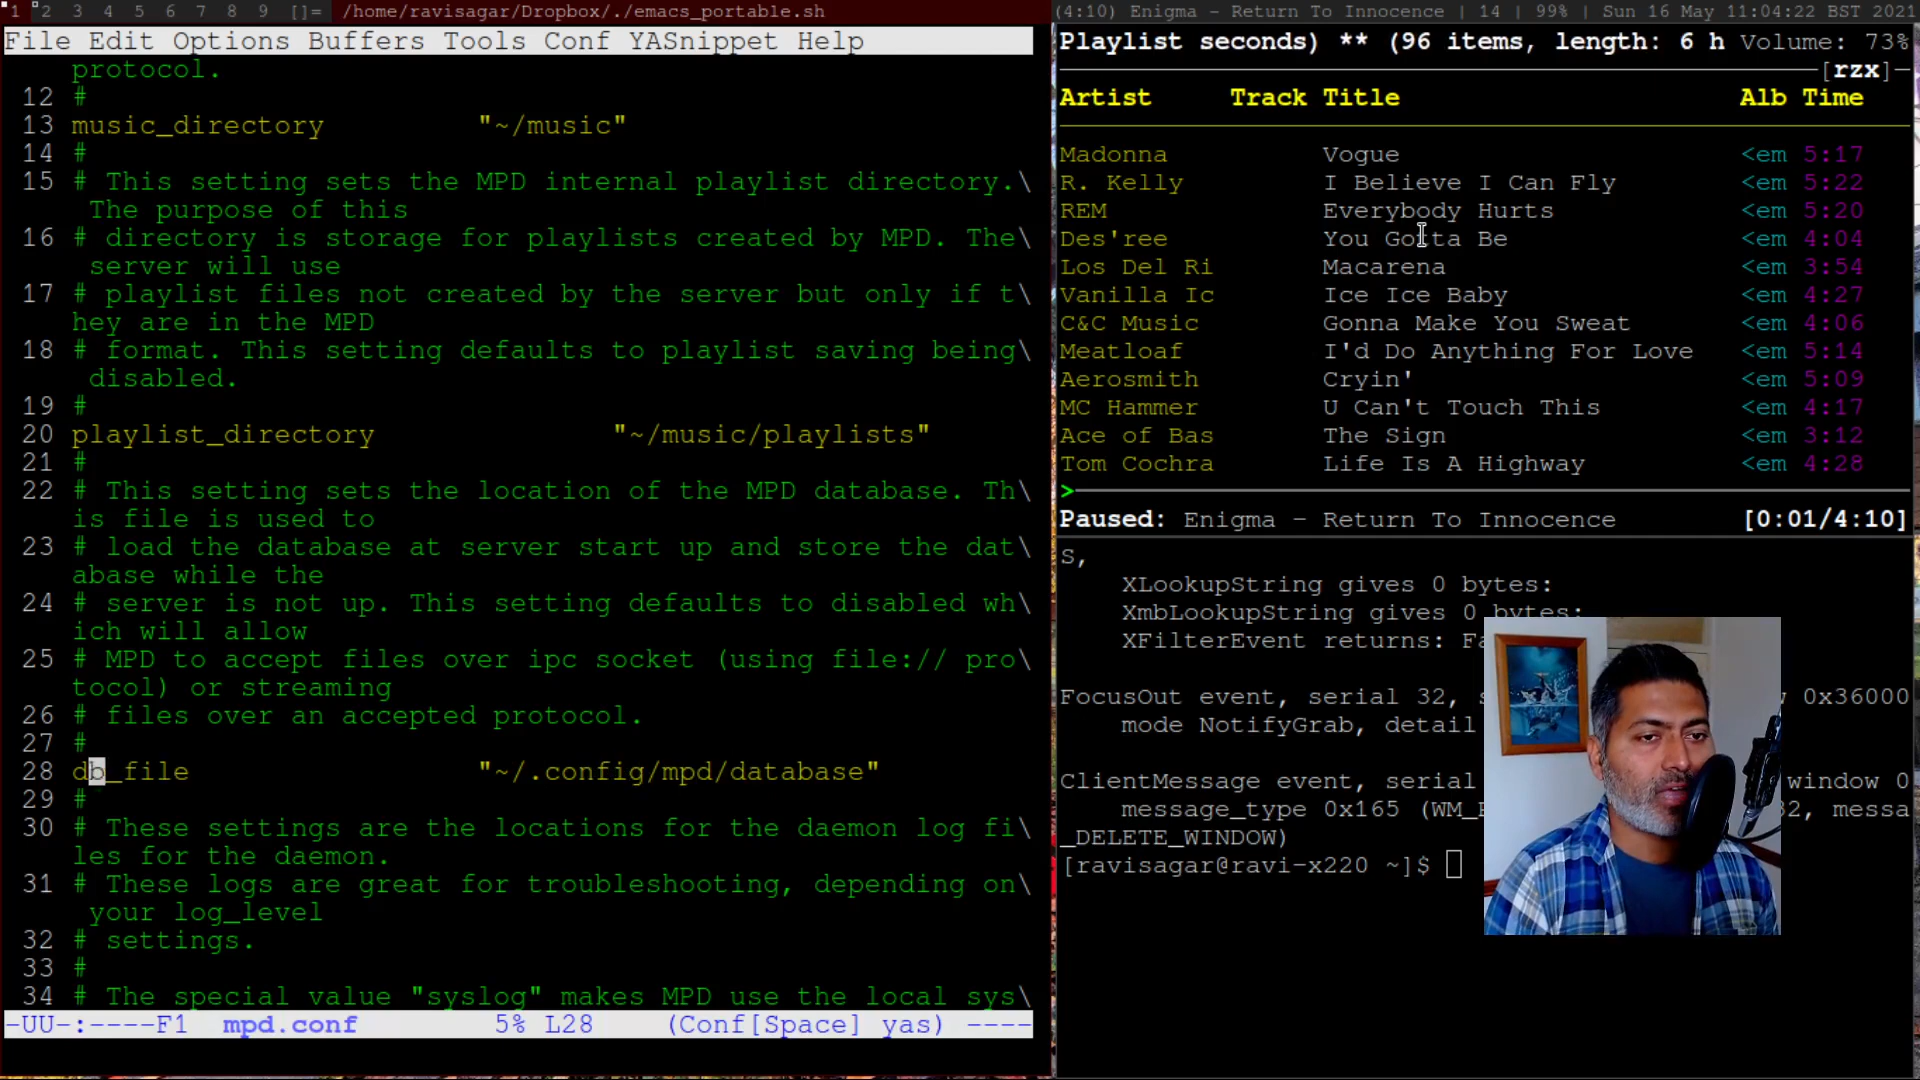 1 2 3 4 5 6 7 8 9 []= /home/ravisagar/Dropbox/./emacs_portable.sh
File Edit Options Buffers Tools Conf YASnippet Help
protocol.
12 #
13 music_directory "~/music"
14 #
15 # This setting sets the MPD internal playlist directory.\
The purpose of this
16 # directory is storage for playlists created by MPD. The\
server will use
17 # playlist files not created by the server but only if t\
hey are in the MPD
18 # format. This setting defaults to playlist saving being\
disabled.
19 #
20 playlist_directory "~/music/playlists"
21 #
22 # This setting sets the location of the MPD database. Th\
is file is used to
23 # load the database at server start up and store the dat\
abase while the
24 # server is not up. This setting defaults to disabled wh\
ich will allow
25 # MPD to accept files over ipc socket (using file:// pro\
tocol) or streaming
26 # files over an accepted protocol.
27 #
28 db_file "~/.config/mpd/database"
29 #
30 # These settings are the locations for the daemon log fi\
les for the daemon.
31 # These logs are great for troubleshooting, depending on\
your log_level
32 # settings.
33 #
34 # The special value "syslog" makes MPD use the local sys\
-UU-:----F1 mpd.conf 5% L28 (Conf[Space] yas) ----
(4:10) Enigma - Return To Innocence | 14 | 99% | Sun 16 May 11:04:22 BST 2021
Playlist seconds) ** (96 items, length: 6 h Volume: 73%
[rzx]
Artist Track Title Alb Time
Madonna Vogue <em 5:17
R. Kelly I Believe I Can Fly <em 5:22
REM Everybody Hurts <em 5:20
Des'ree You Gotta Be <em 4:04
Los Del Ri Macarena <em 3:54
Vanilla Ic Ice Ice Baby <em 4:27
C&C Music Gonna Make You Sweat <em 4:06
Meatloaf I'd Do Anything For Love <em 5:14
Aerosmith Cryin' <em 5:09
MC Hammer U Can't Touch This <em 4:17
Ace of Bas The Sign <em 3:12
Tom Cochra Life Is A Highway <em 4:28
>
Paused: Enigma - Return To Innocence [0:01/4:10]
S,
XLookupString gives 0 bytes:
XmbLookupString gives 0 bytes:
XFilterEvent returns: Fa
FocusOut event, serial 32, s 0x36000
mode NotifyGrab, detail
ClientMessage event, serial window 0
message_type 0x165 (WM_P 32, messa
_DELETE_WINDOW)
[ravisagar@ravi-x220 ~]$